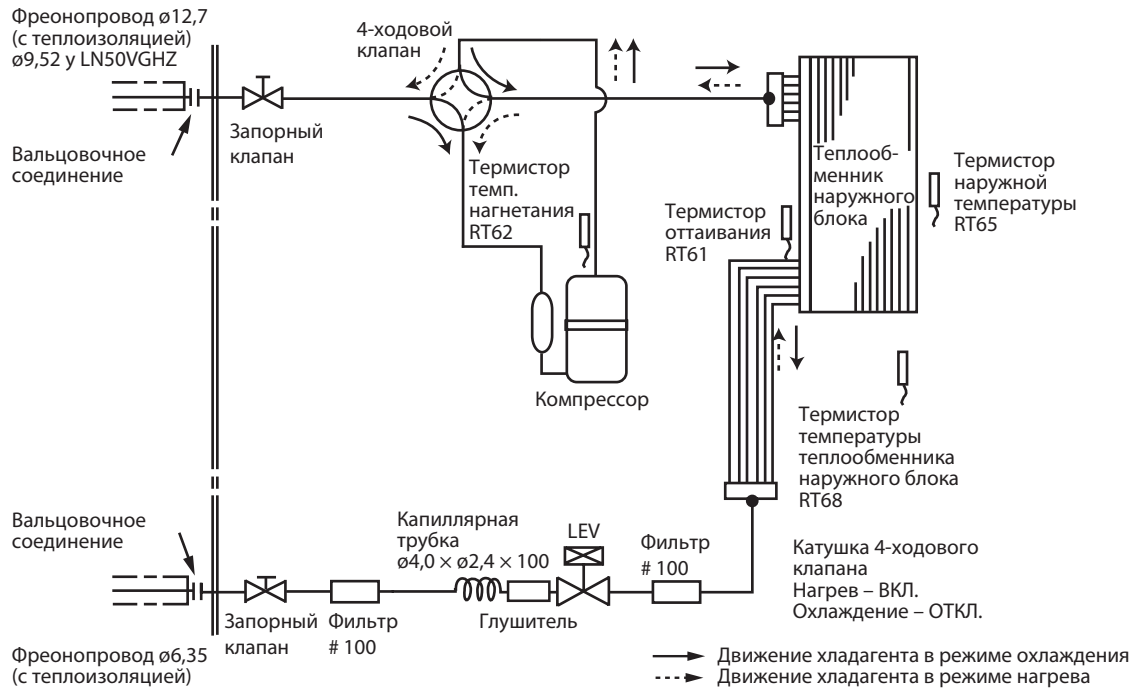 Фреонопровод ø12,7
(с теплоизоляцией)
ø9,52 у LN50VGHZ
4-ходовой
клапан
Запорный
клапан
Вальцовочное
соединение
Термистор
темп.
нагнетания
RT62
Теплооб-
менник
наружного
блока
Термистор
наружной
температуры
RT65
Термистор
оттаивания
RT61
Компрессор
Термистор
температуры
теплообменника
наружного блока
RT68
Вальцовочное
соединение
Капиллярная
трубка
ø4,0 × ø2,4 × 100
LEV
Фильтр
# 100
Катушка 4-ходового
клапана
Нагрев – ВКЛ.
Охлаждение – ОТКЛ.
Запорный
клапан
Фильтр
# 100
Глушитель
Фреонопровод ø6,35
(с теплоизоляцией)
Движение хладагента в режиме охлаждения
Движение хладагента в режиме нагрева